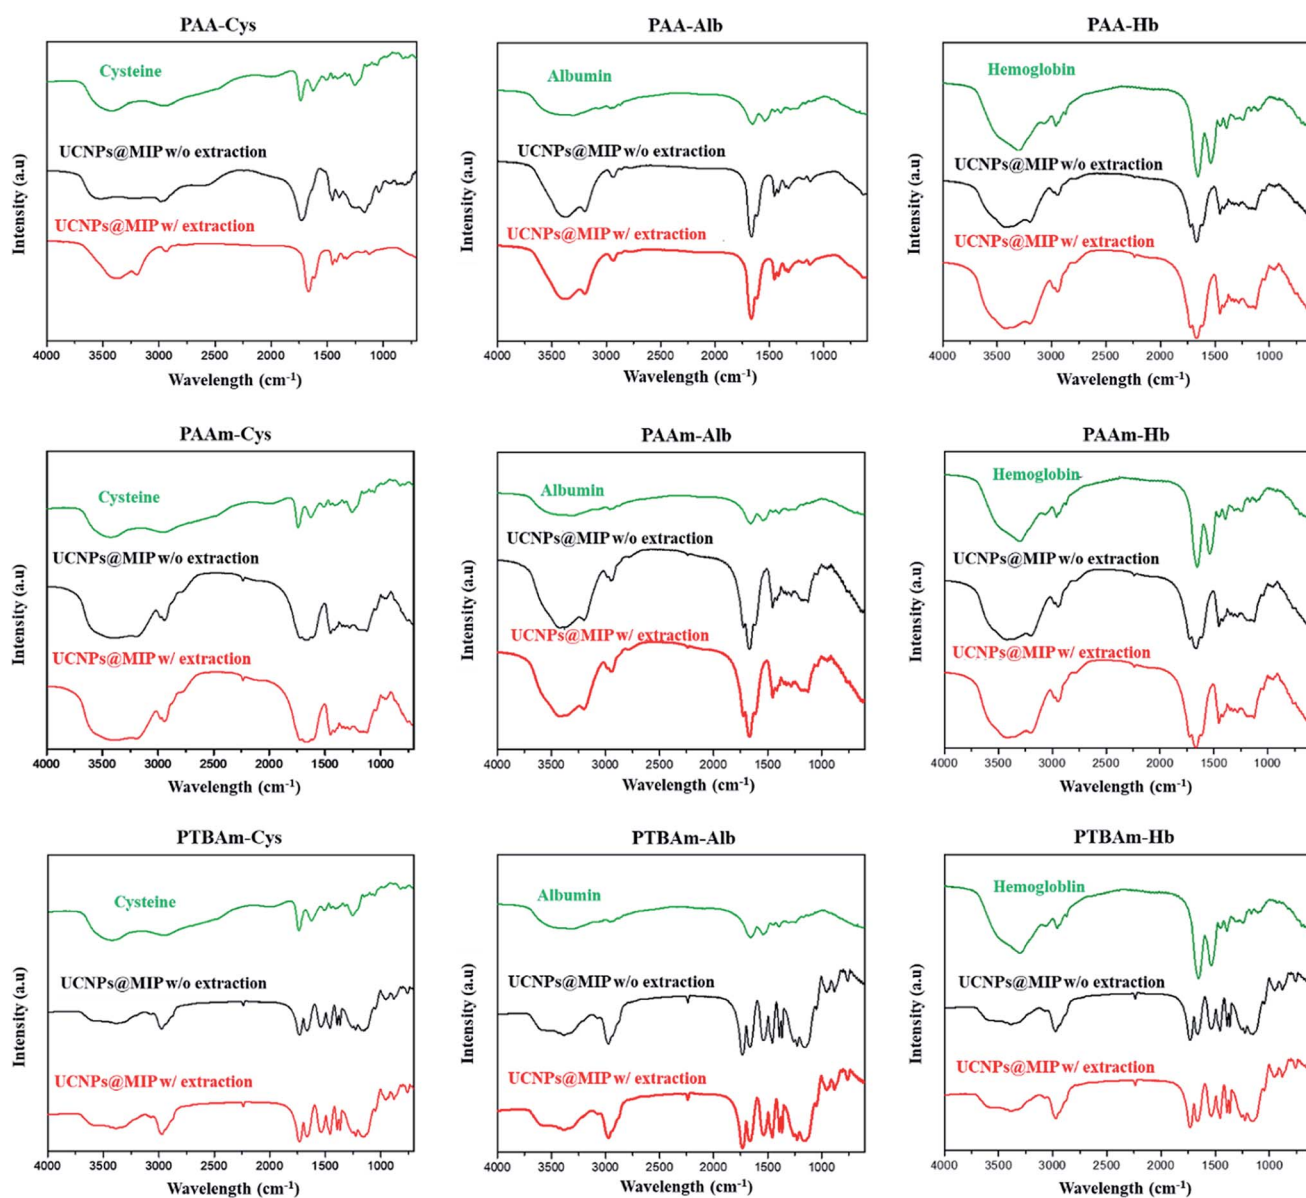 PAA-Cys
PAA-Alb
PAA-Hb
Cysteine
Albumin
Hemoglobin
UCNPs@MIP w/o extraction
UCNPs@MIP w/o extraction
UCNPs@MIP w/o extraction
UCNPs@MIP w/ extraction
UCNPs@MIP w/ extraction
UCNPs@MIP w/ extraction
Intensity (a.u)
Intensity (a.u)
Intensity (a.u)
4000 3500 3000 2500 2000 1500 1000
4000 3500 3000 2500 2000 1500 1000
4000 3500 3000 2500 2000 1500 1000
Wavelength (cm⁻¹)
Wavelength (cm⁻¹)
Wavelength (cm⁻¹)
PAAm-Cys
PAAm-Alb
PAAm-Hb
Cysteine
Albumin
Hemoglobin
UCNPs@MIP w/o extraction
UCNPs@MIP w/o extraction
UCNPs@MIP w/o extraction
UCNPs@MIP w/ extraction
UCNPs@MIP w/ extraction
UCNPs@MIP w/ extraction
Intensity (a.u)
Intensity (a.u)
Intensity (a.u)
4000 3500 3000 2500 2000 1500 1000
4000 3500 3000 2500 2000 1500 1000
4000 3500 3000 2500 2000 1500 1000
Wavelength (cm⁻¹)
Wavelength (cm⁻¹)
Wavelength (cm⁻¹)
PTBAm-Cys
PTBAm-Alb
PTBAm-Hb
Cysteine
Albumin
Hemogloblin
UCNPs@MIP w/o extraction
UCNPs@MIP w/o extraction
UCNPs@MIP w/o extraction
UCNPs@MIP w/ extraction
UCNPs@MIP w/ extraction
UCNPs@MIP w/ extraction
Intensity (a.u)
Intensity (a.u)
Intensity (a.u)
4000 3500 3000 2500 2000 1500 1000
4000 3500 3000 2500 2000 1500 1000
4000 3500 3000 2500 2000 1500 1000
Wavelength (cm⁻¹)
Wavelength (cm⁻¹)
Wavelength (cm⁻¹)